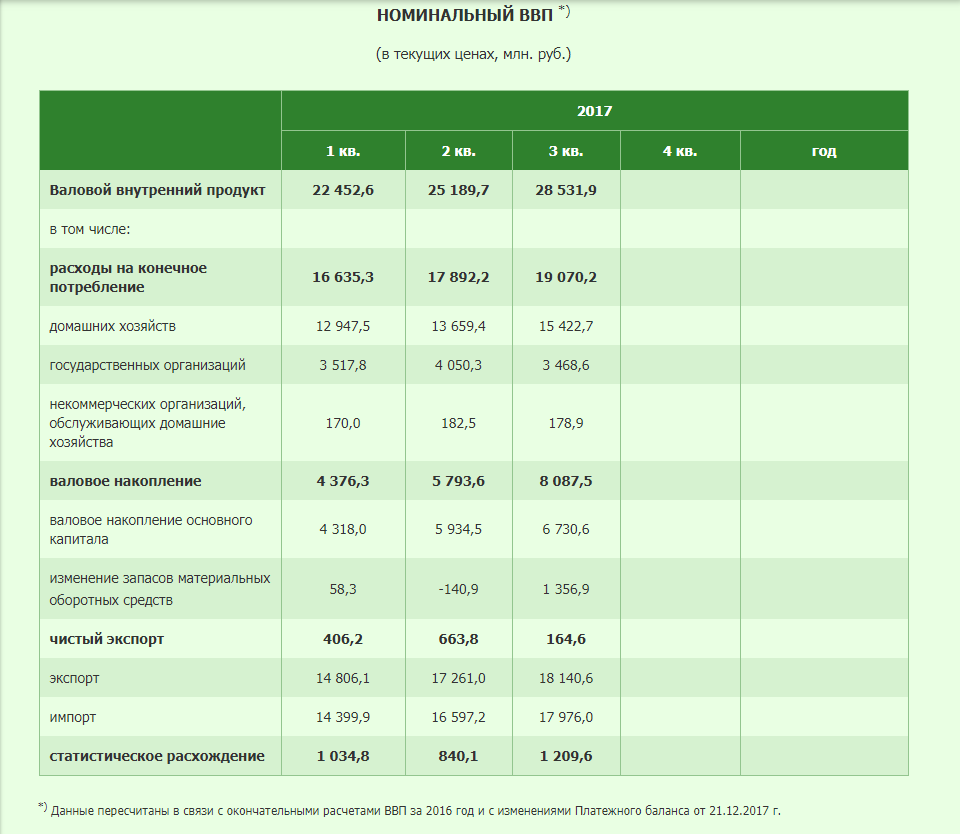 НОМИНАЛЬНЫЙ ВВП *)
(в текущих ценах, млн. руб.)
2017
1 кв. 2 кв. 3 кв. 4 кв. год
Валовой внутренний продукт 22 452,6 25 189,7 28 531,9
в том числе:
расходы на конечное
потребление 16 635,3 17 892,2 19 070,2
домашних хозяйств 12 947,5 13 659,4 15 422,7
государственных организаций 3 517,8 4 050,3 3 468,6
некоммерческих организаций,
обслуживающих домашние
хозяйства 170,0 182,5 178,9
валовое накопление 4 376,3 5 793,6 8 087,5
валовое накопление основного
капитала 4 318,0 5 934,5 6 730,6
изменение запасов материальных
оборотных средств 58,3 -140,9 1 356,9
чистый экспорт 406,2 663,8 164,6
экспорт 14 806,1 17 261,0 18 140,6
импорт 14 399,9 16 597,2 17 976,0
статистическое расхождение 1 034,8 840,1 1 209,6
*) Данные пересчитаны в связи с окончательными расчетами ВВП за 2016 год и с изменениями Платежного баланса от 21.12.2017 г.